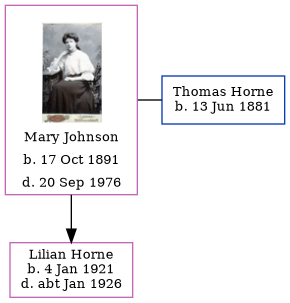 Mary Johnson
b. 17 Oct 1891
d. 20 Sep 1976
Thomas Horne
b. 13 Jun 1881
Lilian Horne
b. 4 Jan 1921
d. abt Jan 1926